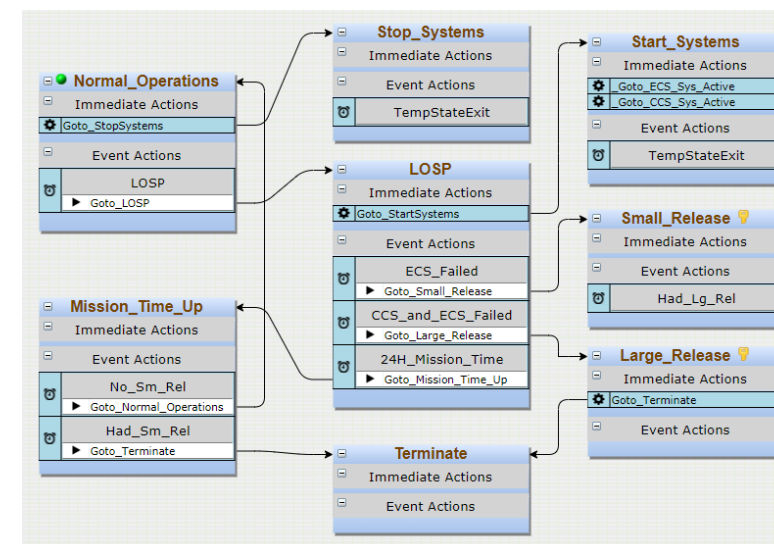 Normal_Operations
Immediate Actions
Goto_StopSystems
Event Actions
LOSP
Goto_LOSP
Mission_Time_Up
Immediate Actions
Event Actions
No_Sm_Rel
Goto_Normal_Operations
Had_Sm_Rel
Goto_Terminate
Stop_Systems
Immediate Actions
Event Actions
TempStateExit
LOSP
Immediate Actions
Goto_StartSystems
Event Actions
ECS_Failed
Goto_Small_Release
CCS_and_ECS_Failed
Goto_Large_Release
24H_Mission_Time
Goto_Mission_Time_Up
Terminate
Immediate Actions
Event Actions
Start_Systems
Immediate Actions
_Goto_ECS_Sys_Active
_Goto_CCS_Sys_Active
Event Actions
TempStateExit
Small_Release
Immediate Actions
Event Actions
Had_Lg_Rel
Large_Release
Immediate Actions
Goto_Terminate
Event Actions